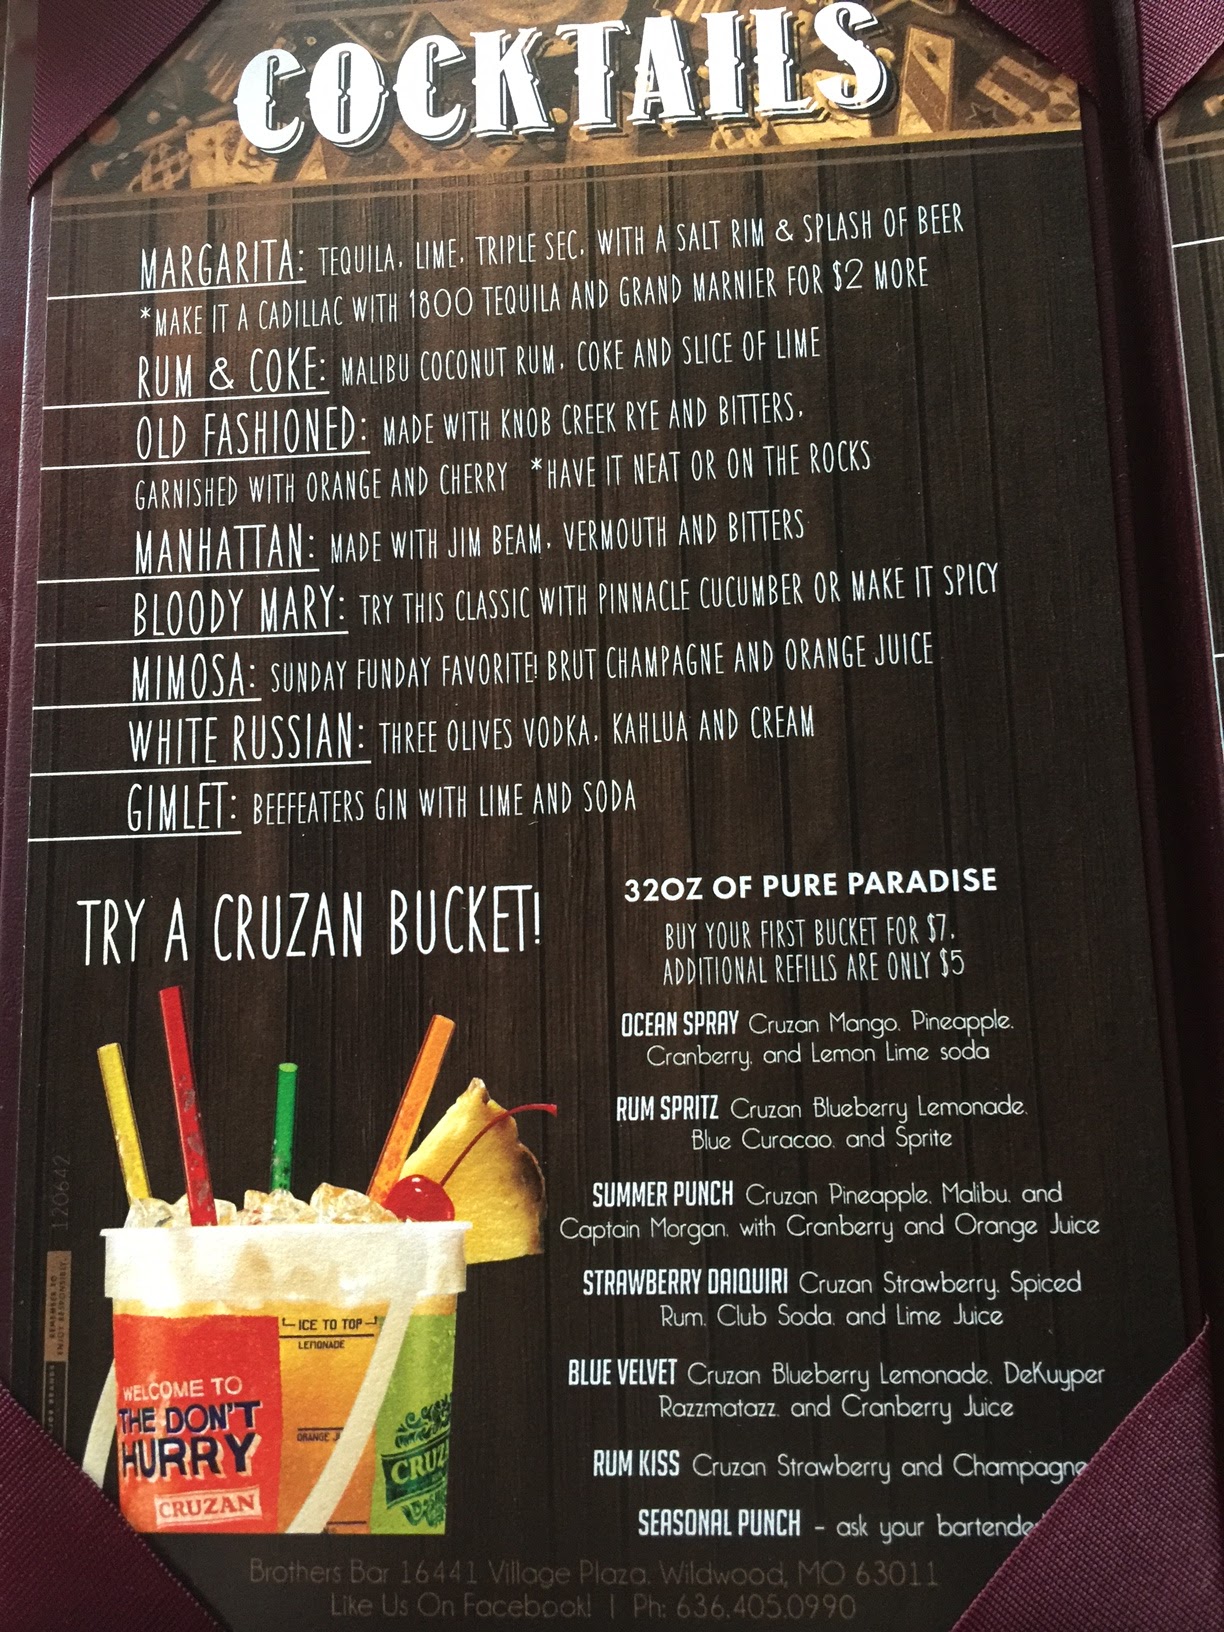 COCKTAILS
MARGARITA: TEQUILA, LIME, TRIPLE SEC, WITH A SALT RIM & SPLASH OF BEER
*MAKE IT A CADILLAC WITH 1800 TEQUILA AND GRAND MARNIER FOR $2 MORE
RUM & COKE: MALIBU COCONUT RUM, COKE AND SLICE OF LIME
OLD FASHIONED: MADE WITH KNOB CREEK RYE AND BITTERS,
GARNISHED WITH ORANGE AND CHERRY *HAVE IT NEAT OR ON THE ROCKS
MANHATTAN: MADE WITH JIM BEAM, VERMOUTH AND BITTERS
BLOODY MARY: TRY THIS CLASSIC WITH PINNACLE CUCUMBER OR MAKE IT SPICY
MIMOSA: SUNDAY FUNDAY FAVORITE! BRUT CHAMPAGNE AND ORANGE JUICE
WHITE RUSSIAN: THREE OLIVES VODKA, KAHLUA AND CREAM
GIMLET: BEEFEATERS GIN WITH LIME AND SODA
TRY A CRUZAN BUCKET!
32OZ OF PURE PARADISE
BUY YOUR FIRST BUCKET FOR $7,
ADDITIONAL REFILLS ARE ONLY $5
OCEAN SPRAY Cruzan Mango, Pineapple,
Cranberry, and Lemon Lime soda
RUM SPRITZ Cruzan Blueberry Lemonade,
Blue Curacao, and Sprite
SUMMER PUNCH Cruzan Pineapple, Malibu, and
Captain Morgan, with Cranberry and Orange Juice
STRAWBERRY DAIQUIRI Cruzan Strawberry, Spiced
Rum, Club Soda, and Lime Juice
BLUE VELVET Cruzan Blueberry Lemonade, DeKuyper
Razzmatazz, and Cranberry Juice
RUM KISS Cruzan Strawberry and Champagne
SEASONAL PUNCH - ask your bartende
120642
REMEMBER TO
ENJOY RESPONSIBLY.
ICE TO TOP
LEMONADE
ORANGE J
WELCOME TO
THE DON'T
HURRY
CRUZAN
CRUZ
Brothers Bar 16441 Village Plaza, Wildwood, MO 63011
Like Us On Facebook! | Ph: 636.405.0990